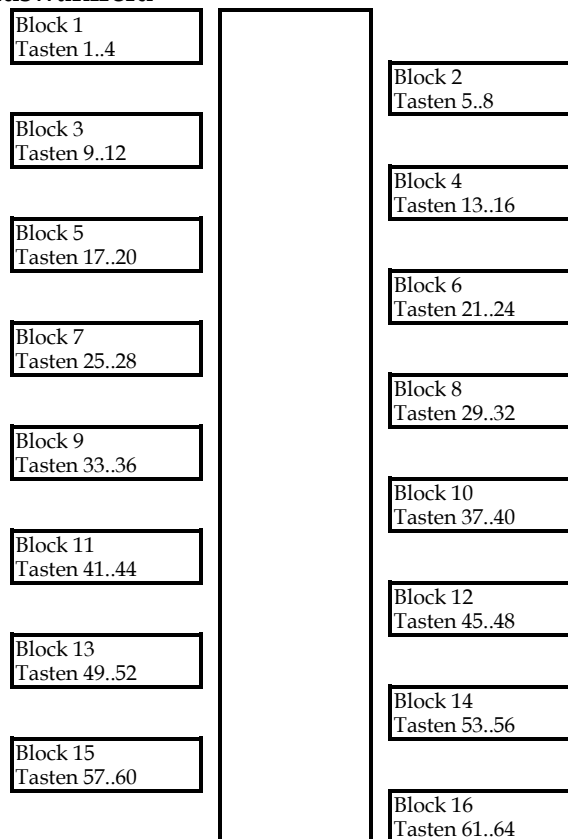 Block 1
Tasten 1..4
Block 2
Tasten 5..8
Block 3
Tasten 9..12
Block 4
Tasten 13..16
Block 5
Tasten 17..20
Block 6
Tasten 21..24
Block 7
Tasten 25..28
Block 8
Tasten 29..32
Block 9
Tasten 33..36
Block 10
Tasten 37..40
Block 11
Tasten 41..44
Block 12
Tasten 45..48
Block 13
Tasten 49..52
Block 14
Tasten 53..56
Block 15
Tasten 57..60
Block 16
Tasten 61..64